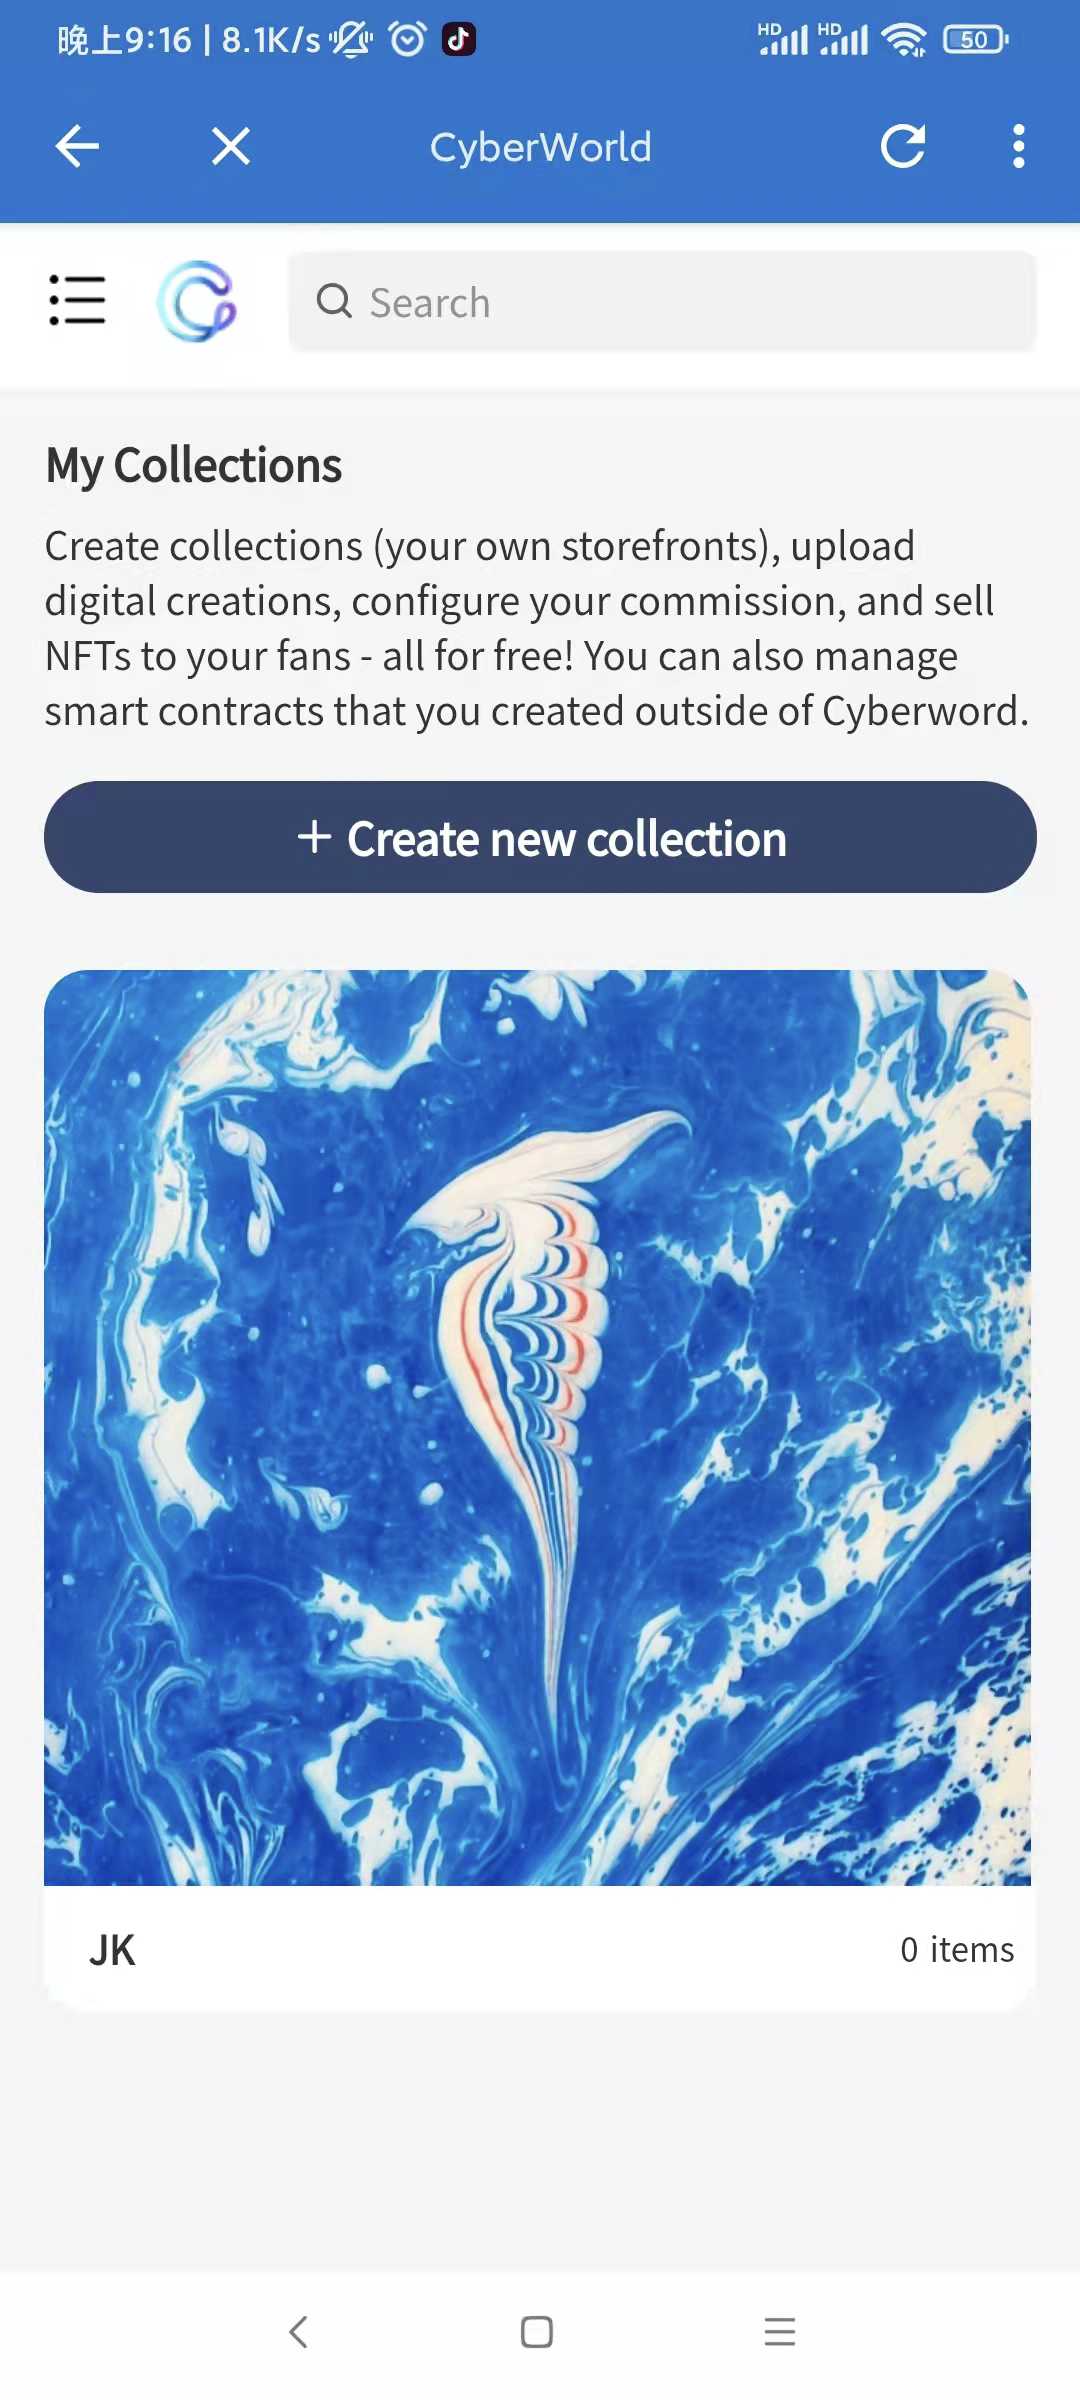 晚上9:16 | 8.1K/s
HD HD 50
CyberWorld
Search
My Collections
Create collections (your own storefronts), upload
digital creations, configure your commission, and sell
NFTs to your fans - all for free! You can also manage
smart contracts that you created outside of Cyberword.
+ Create new collection
JK
0 items